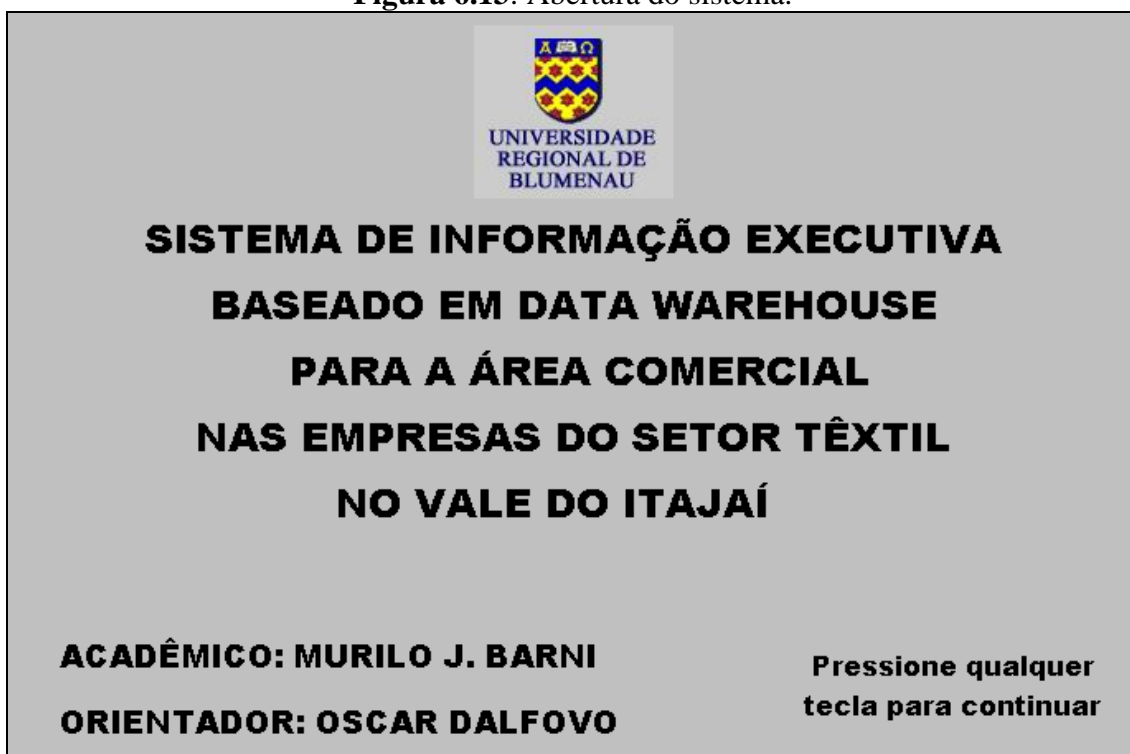 Figura 6.15: Abertura do sistema.
Α Ω
UNIVERSIDADE
REGIONAL DE
BLUMENAU
SISTEMA DE INFORMAÇÃO EXECUTIVA
BASEADO EM DATA WAREHOUSE
PARA A ÁREA COMERCIAL
NAS EMPRESAS DO SETOR TÊXTIL
NO VALE DO ITAJAÍ
ACADÊMICO: MURILO J. BARNI
ORIENTADOR: OSCAR DALFOVO
Pressione qualquer
tecla para continuar